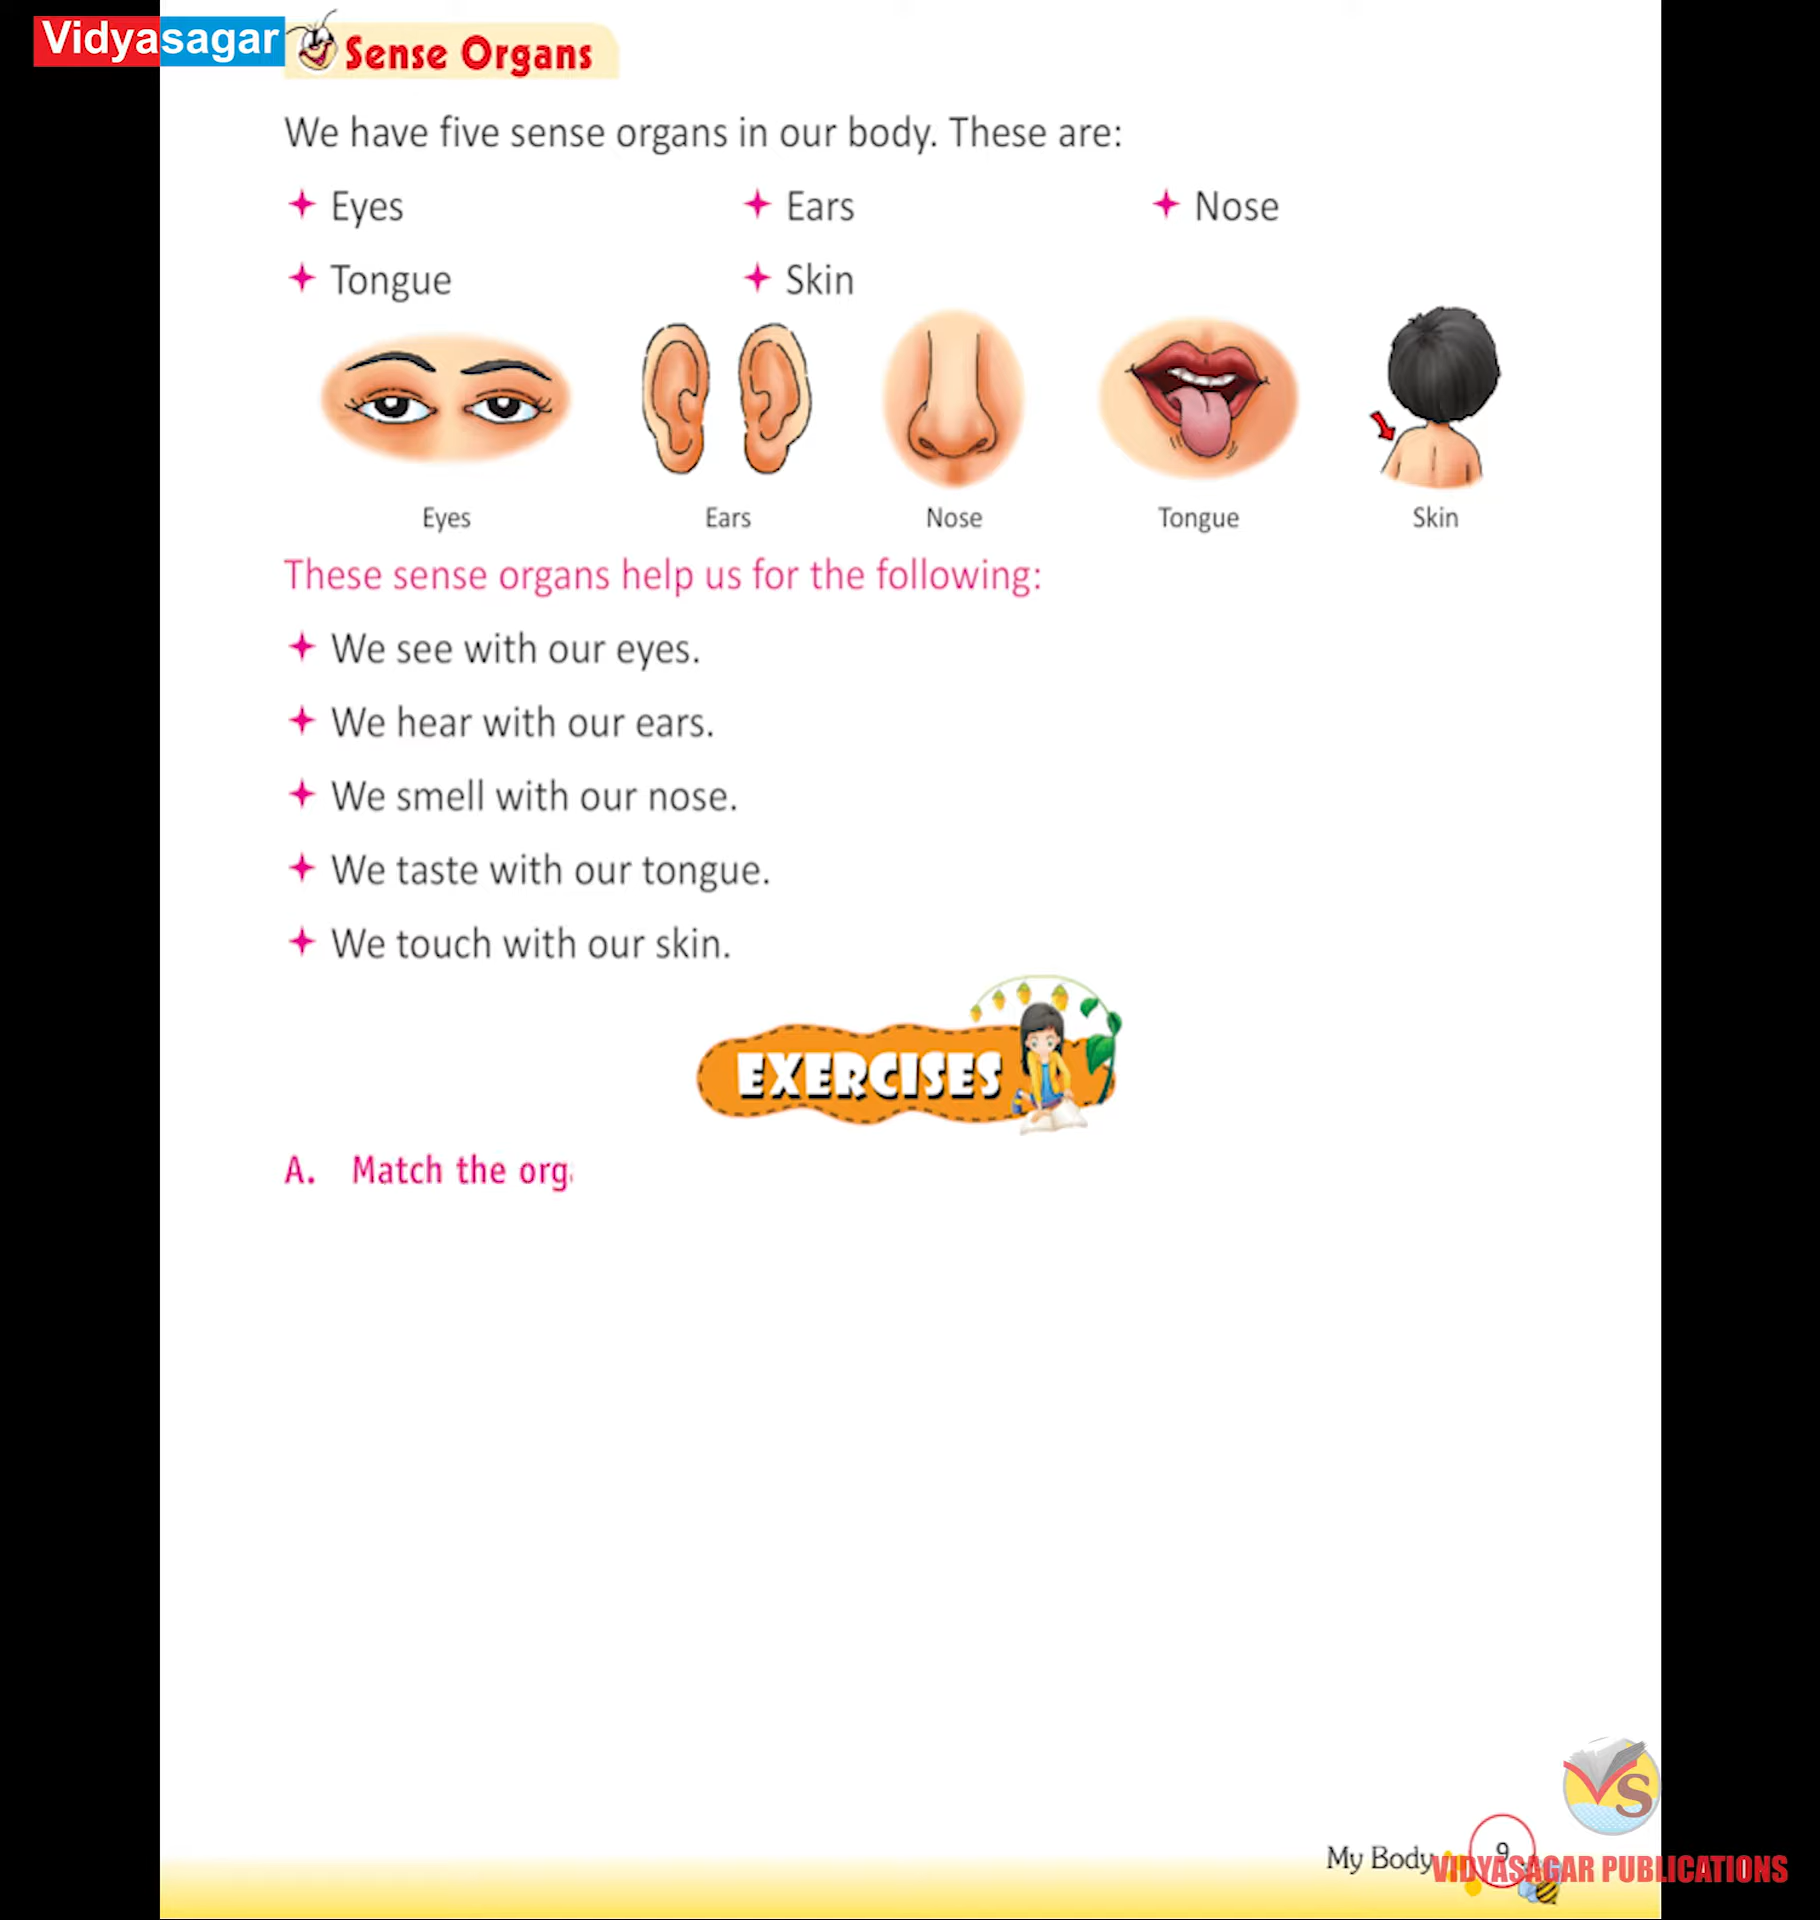 Vidyasagar
Sense Organs
We have five sense organs in our body. These are:
Eyes Ears Nose
Tongue Skin
Eyes Ears Nose Tongue Skin
These sense organs help us for the following:
We see with our eyes.
We hear with our ears.
We smell with our nose.
We taste with our tongue.
We touch with our skin.
EXERCISES
A. Match the org
VS
My Body 9
VIDYASAGAR PUBLICATIONS